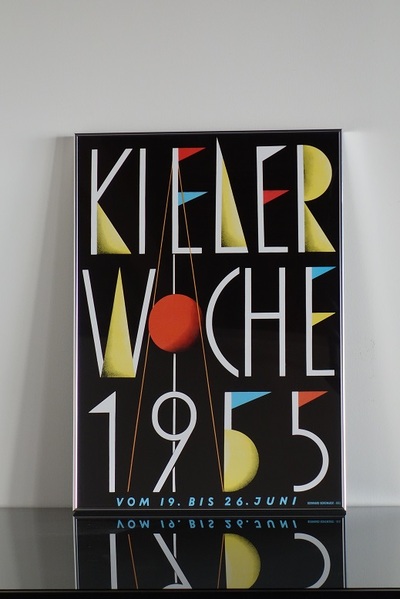 KIELER
WOCHE
1955
VOM 19. BIS 26. JUNI